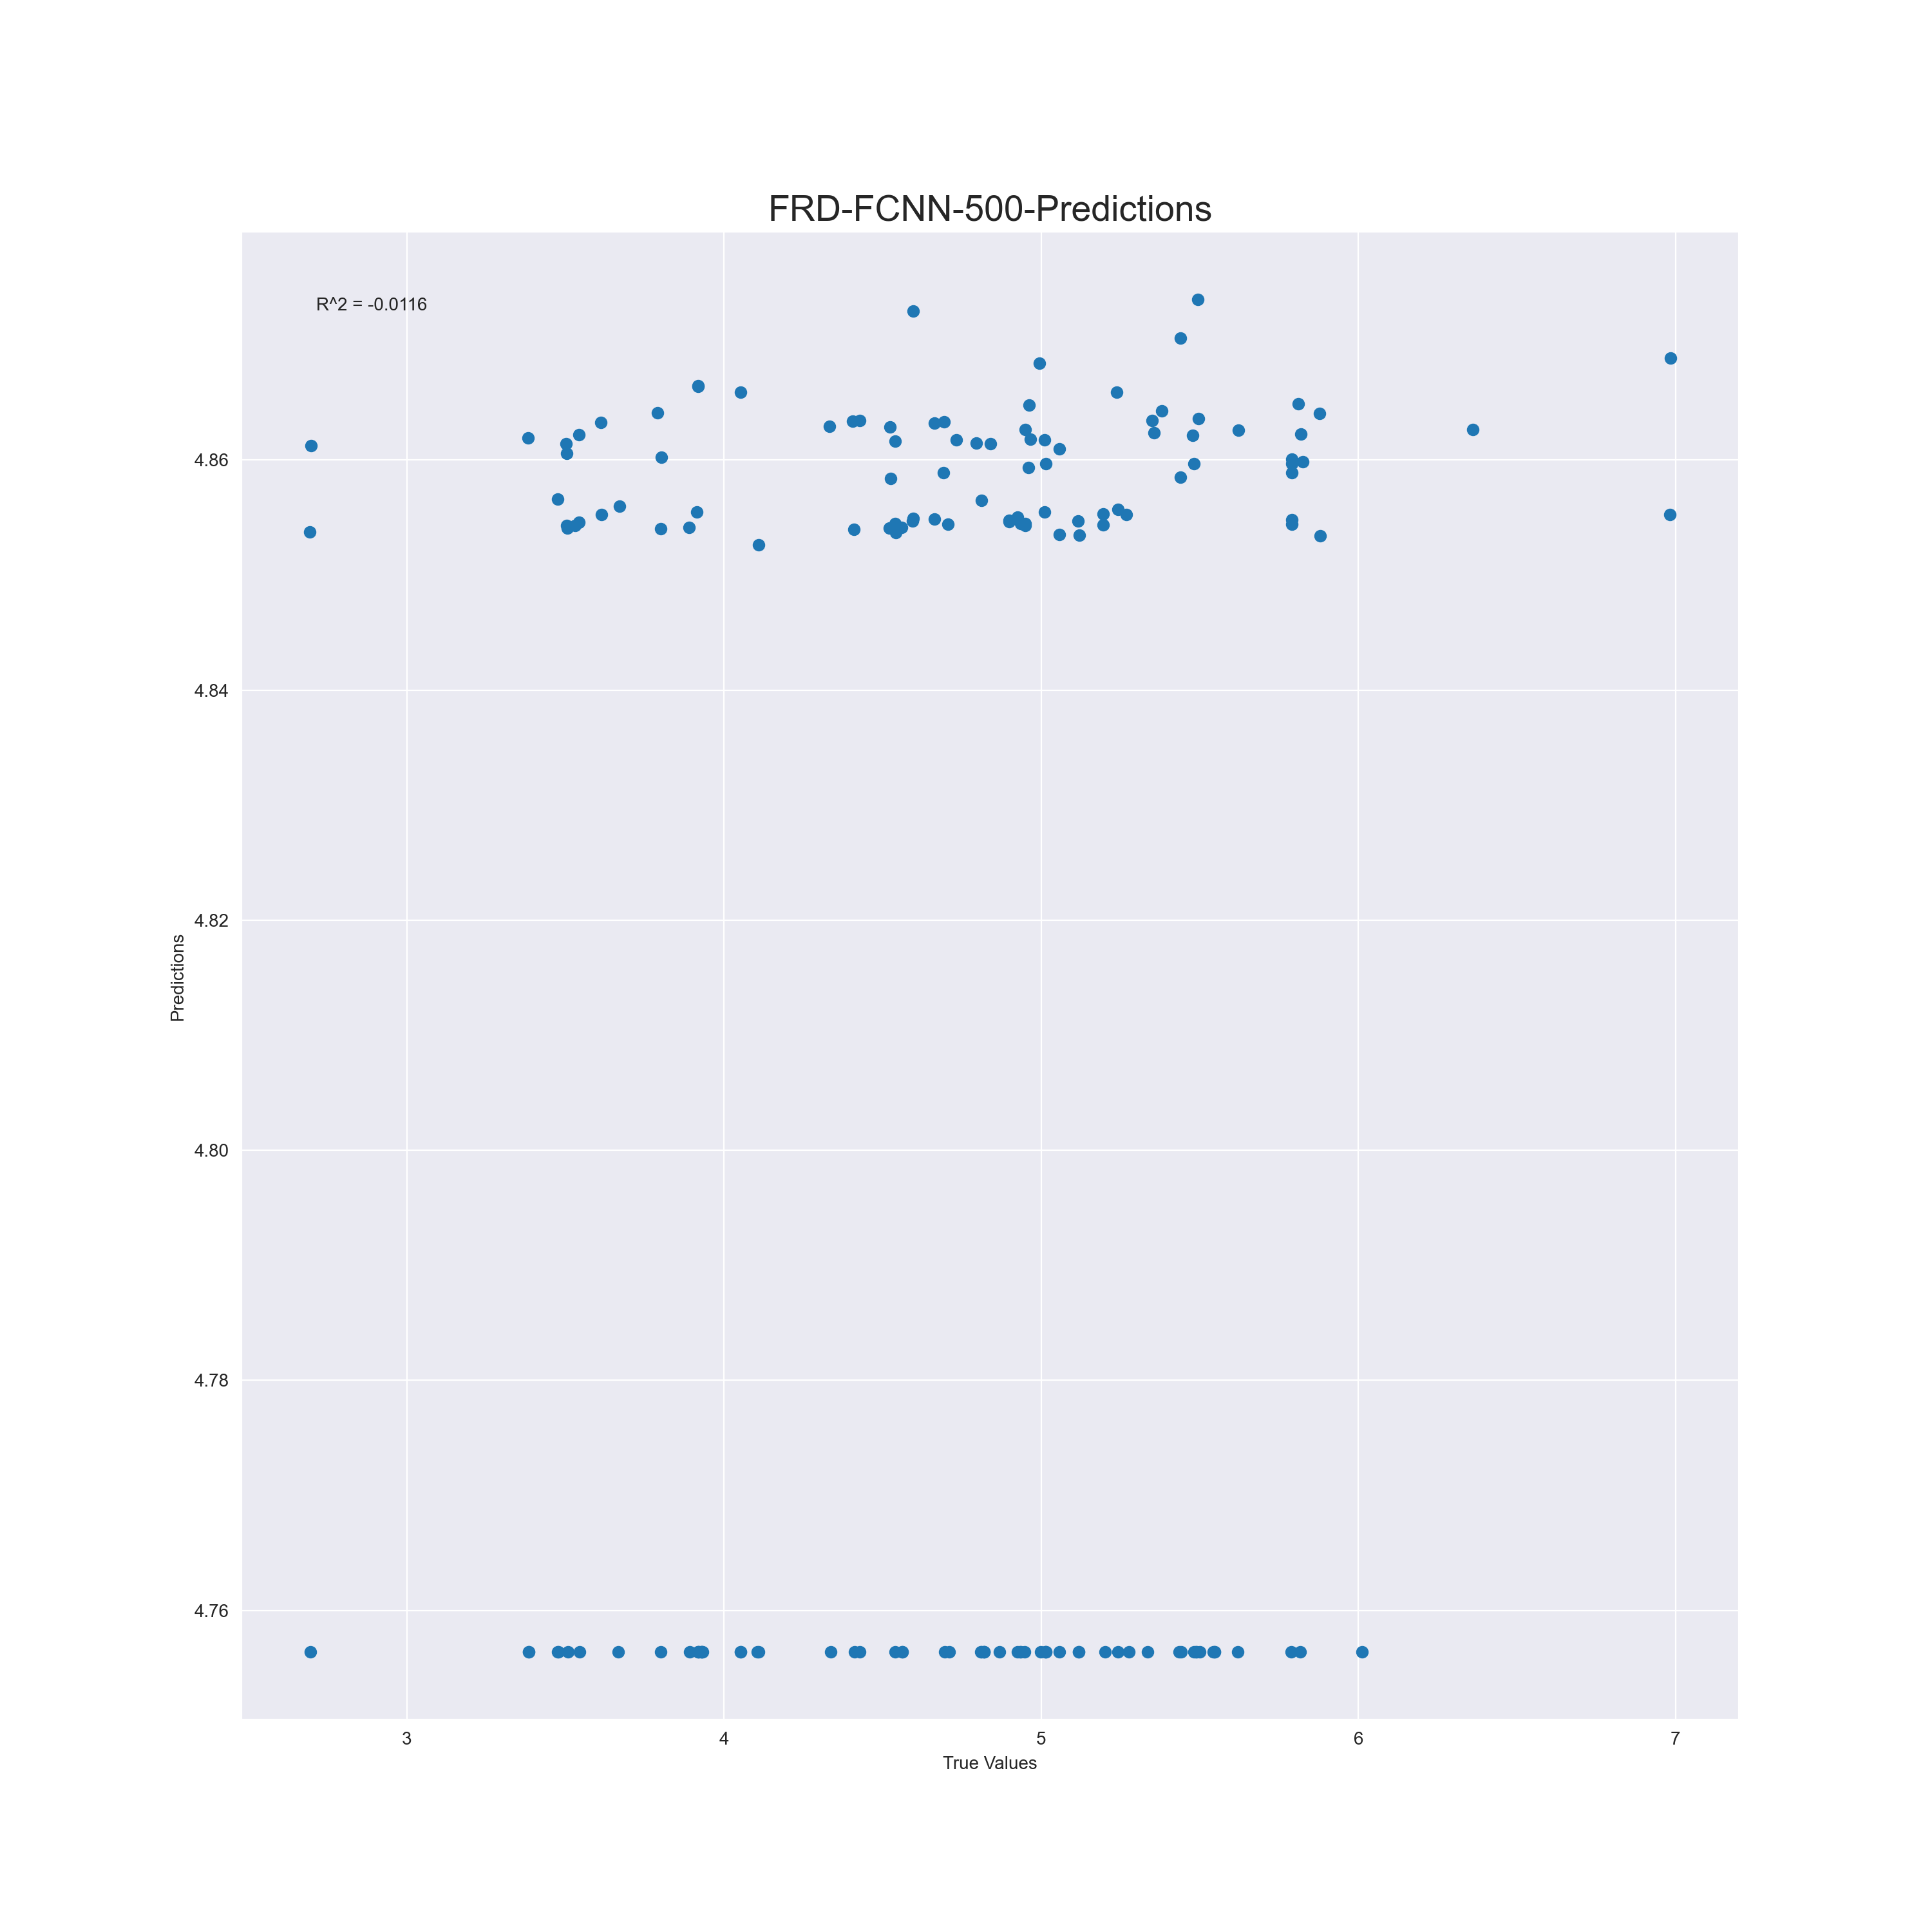 FRD-FCNN-500-Predictions
R^2 = -0.0116
4.86
4.84
4.82
4.80
4.78
4.76
Predictions
3 4 5 6 7
True Values